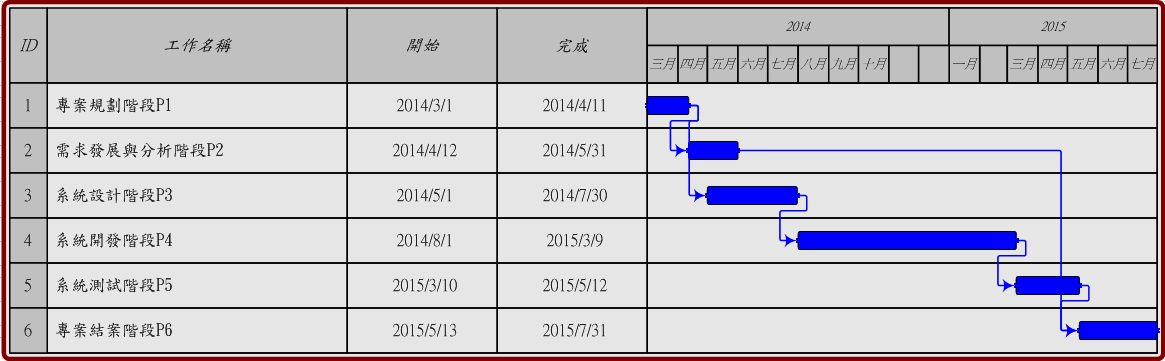 ID 工作名稱 開始 完成 2014 2015
三月 四月 五月 六月 七月 八月 九月 十月 一月 三月 四月 五月 六月 七月
1 專案規劃階段P1 2014/3/1 2014/4/11
2 需求發展與分析階段P2 2014/4/12 2014/5/31
3 系統設計階段P3 2014/5/1 2014/7/30
4 系統開發階段P4 2014/8/1 2015/3/9
5 系統測試階段P5 2015/3/10 2015/5/12
6 專案結案階段P6 2015/5/13 2015/7/31